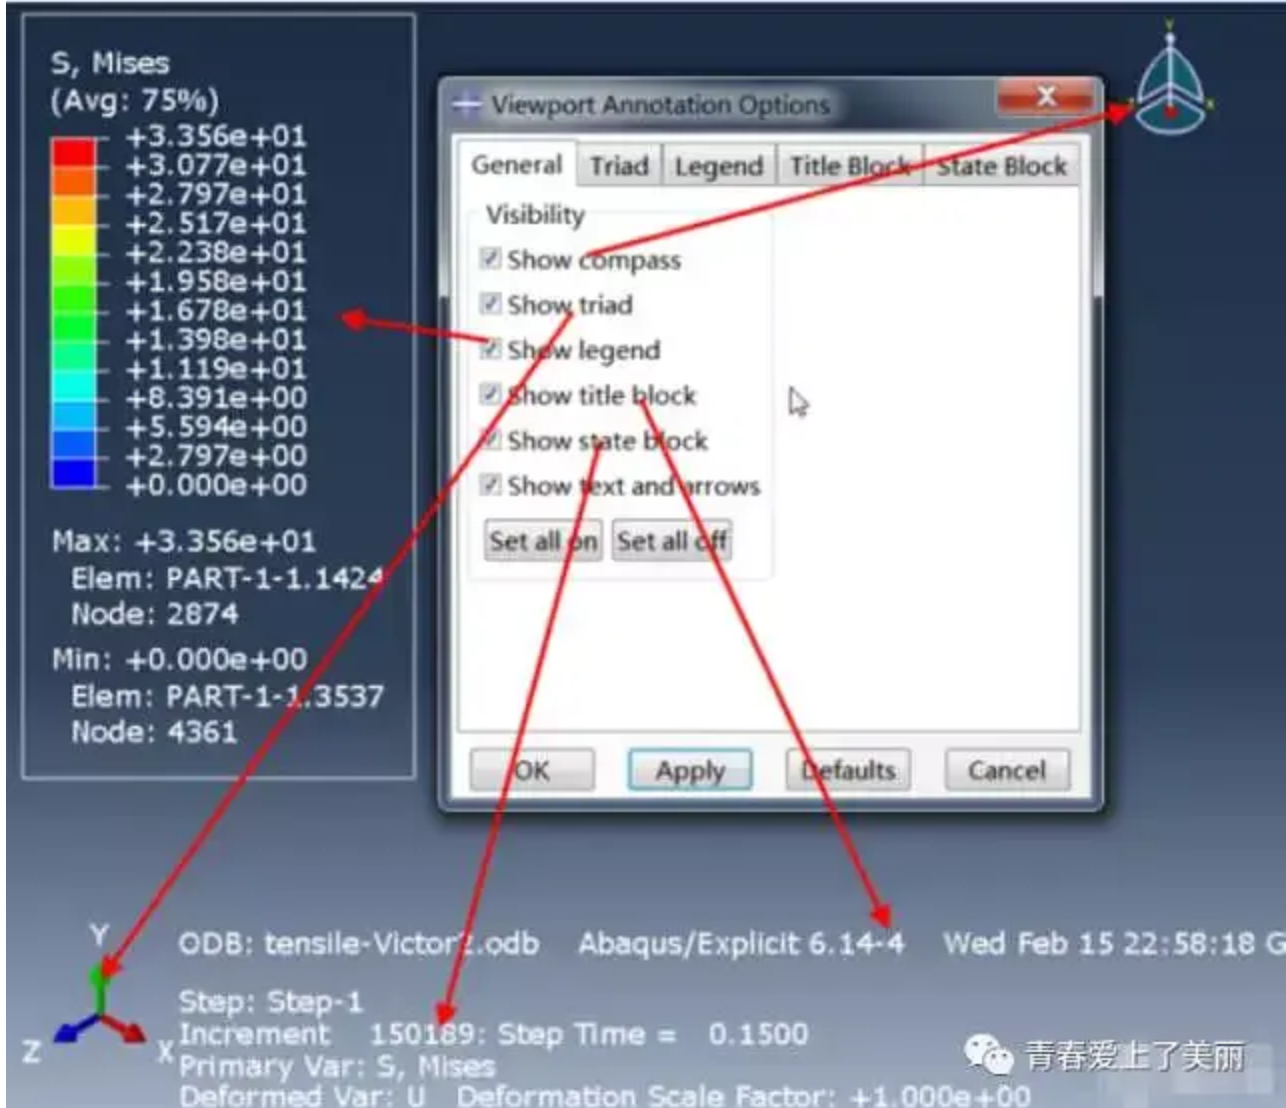 S, Mises
(Avg: 75%)
+3.356e+01
+3.077e+01
+2.797e+01
+2.517e+01
+2.238e+01
+1.958e+01
+1.678e+01
+1.398e+01
+1.119e+01
+8.391e+00
+5.594e+00
+2.797e+00
+0.000e+00
Max: +3.356e+01
Elem: PART-1-1.1424
Node: 2874
Min: +0.000e+00
Elem: PART-1-1.3537
Node: 4361
Viewport Annotation Options
General Triad Legend Title Block State Block
Visibility
Show compass
Show triad
Show legend
Show title block
Show state block
Show text and arrows
Set all on Set all off
OK Apply Defaults Cancel
Y
X
Y
Z
X
ODB: tensile-Victor2.odb Abaqus/Explicit 6.14-4 Wed Feb 15 22:58:18 G
Step: Step-1
Increment 150189: Step Time = 0.1500
Primary Var: S, Mises
Deformed Var: U Deformation Scale Factor: +1.000e+00
青春爱上了美丽